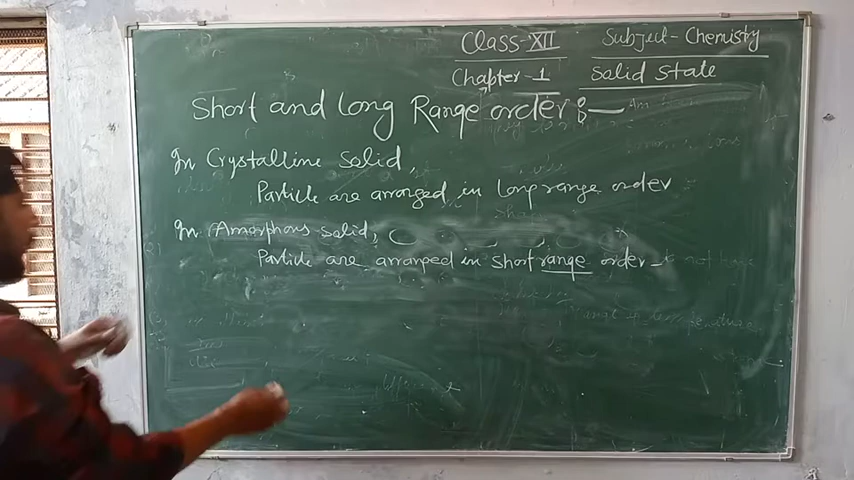 Class-XII Subject-Chemistry
Chapter-1 Solid State
Short and Long Range order:-
In Crystalline Solid,
Particle are arranged in Long range order
In Amorphous solid,
Particle are arranged in short range order-